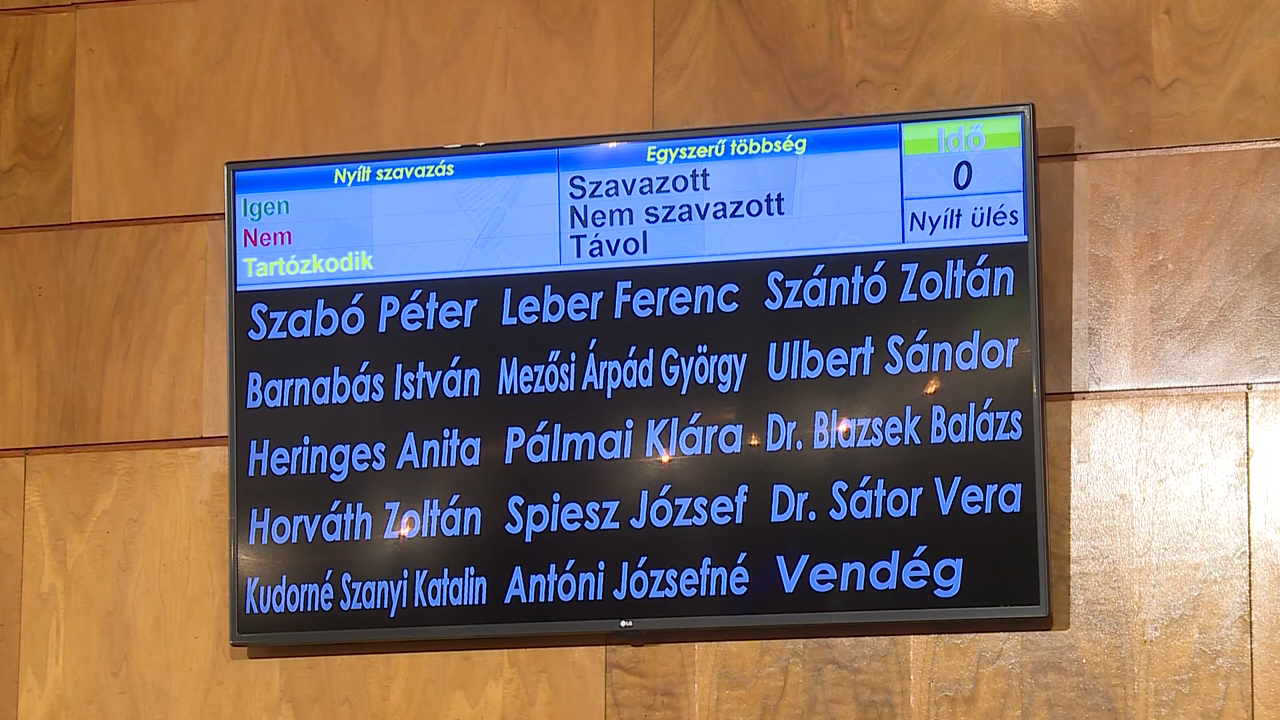 Nyílt szavazás
Igen
Nem
Tartózkodik
Egyszerű többség
Szavazott
Nem szavazott
Távol
Idő
0
Nyílt ülés
Szabó Péter Leber Ferenc Szántó Zoltán
Barnabás István Mezősi Árpád György Ulbert Sándor
Heringes Anita Pálmai Klára Dr. Blazsek Balázs
Horváth Zoltán Spiesz József Dr. Sátor Vera
Kudorné Szanyi Katalin Antóni Józsefné Vendég
LG